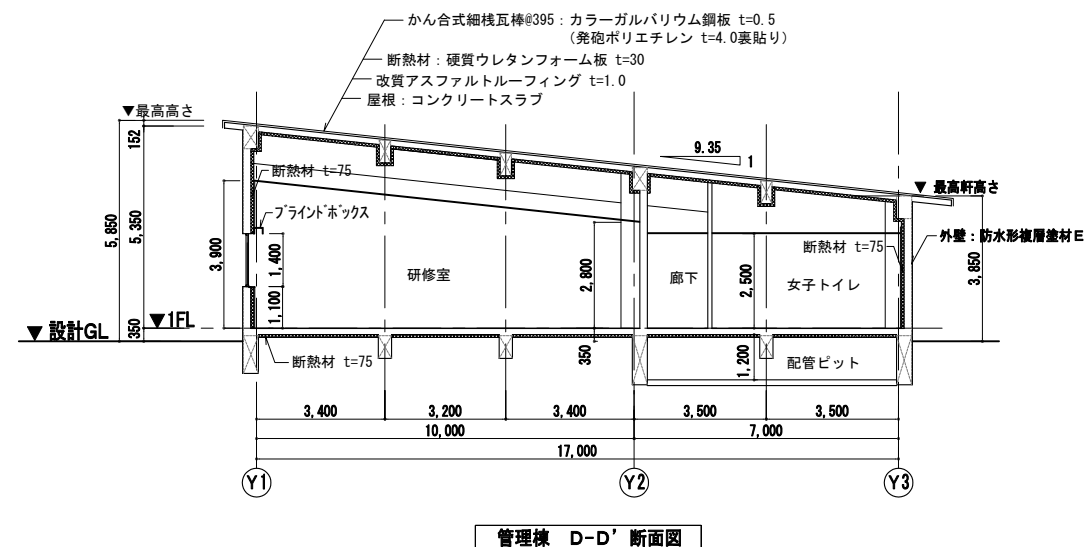 かん合式細桟瓦棒@395：カラーガルバリウム鋼板 t=0.5
（発砲ポリエチレン t=4.0裏貼り）
断熱材：硬質ウレタンフォーム板 t=30
改質アスファルトルーフィング t=1.0
屋根：コンクリートスラブ
▼最高高さ
152
9.35
1
断熱材 t=75
▼ 最高軒高さ
ブラインドボックス
5,850
5,350
3,900
1,400
1,100
研修室
2,800
廊下
2,500
断熱材 t=75
女子トイレ
外壁：防水形複層塗材E
3,850
▼ 設計GL
▼1FL
350
断熱材 t=75
350
1,200
配管ピット
3,400
3,200
3,400
3,500
3,500
10,000
7,000
17,000
Y1
Y2
Y3
管理棟 D-D’断面図